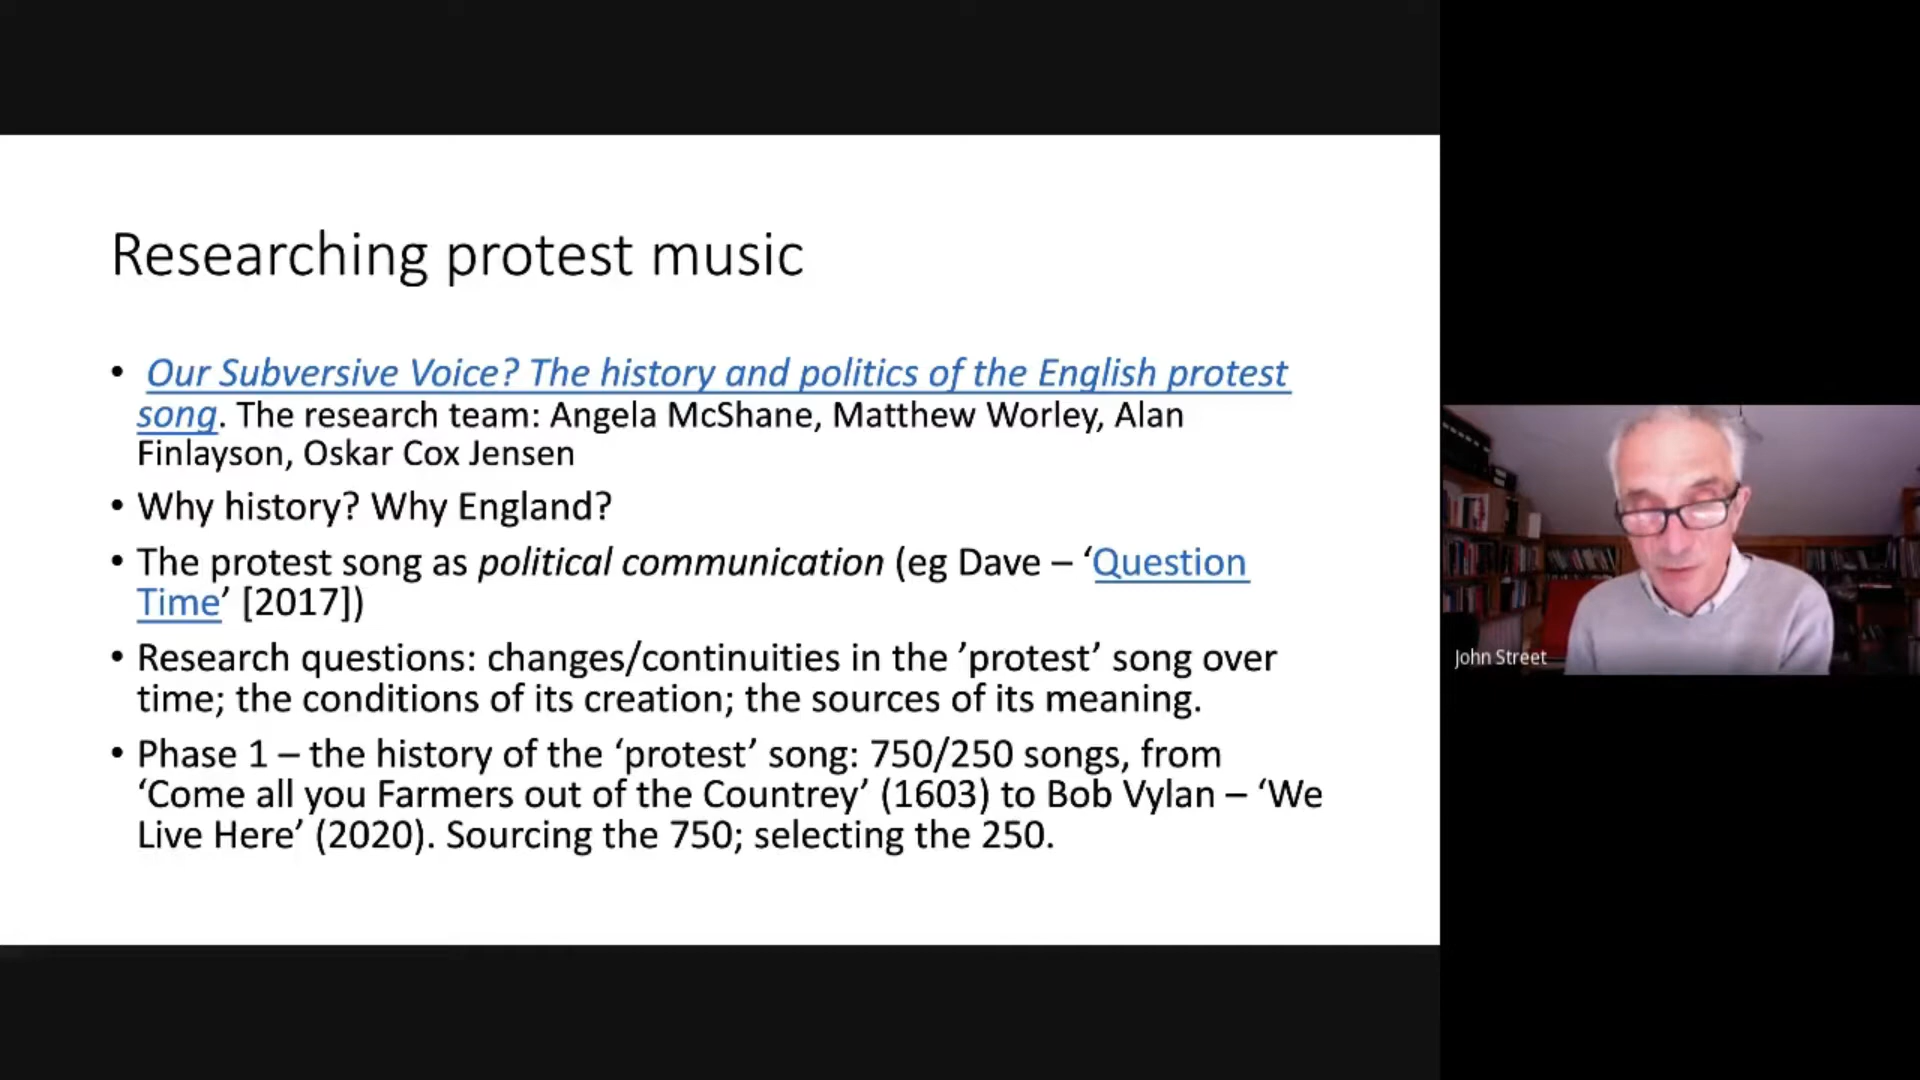 Researching protest music
• Our Subversive Voice? The history and politics of the English protest
song. The research team: Angela McShane, Matthew Worley, Alan
Finlayson, Oskar Cox Jensen
• Why history? Why England?
• The protest song as political communication (eg Dave – ‘Question
Time’ [2017])
• Research questions: changes/continuities in the ’protest’ song over
time; the conditions of its creation; the sources of its meaning.
• Phase 1 – the history of the ‘protest’ song: 750/250 songs, from
‘Come all you Farmers out of the Countrey’ (1603) to Bob Vylan – ‘We
Live Here’ (2020). Sourcing the 750; selecting the 250.
John Street